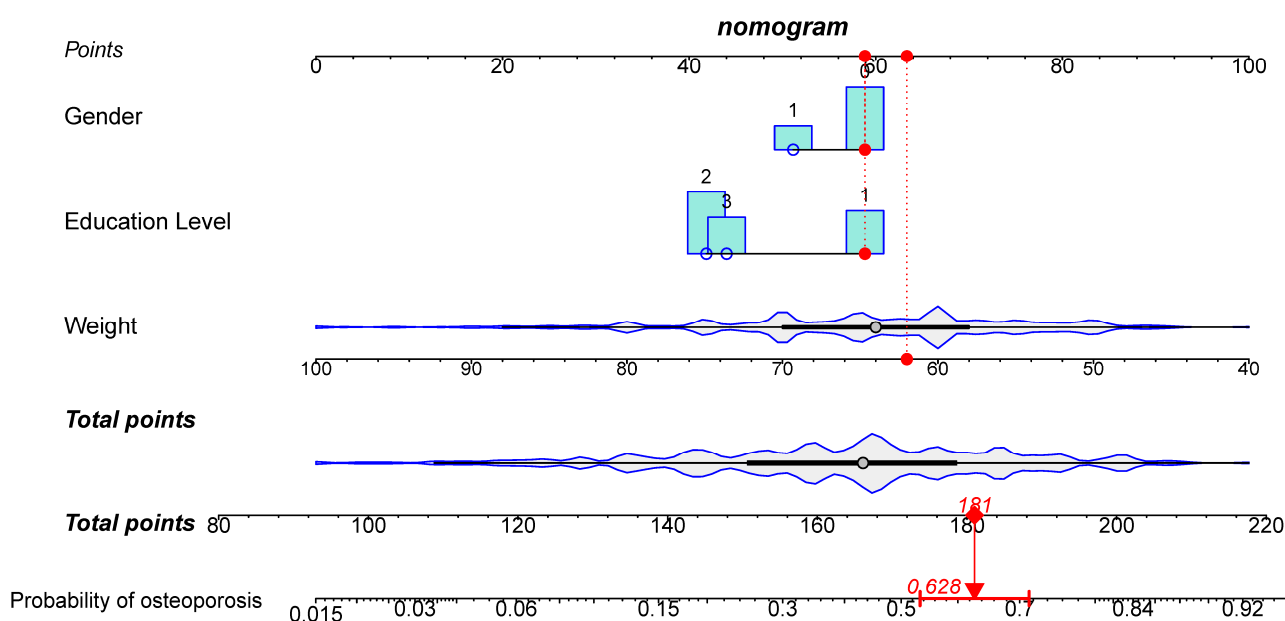 nomogram
Points
0 20 40 60 80 100
Gender
1 0
Education Level
2 3 1
Weight
100 90 80 70 60 50 40
Total points
181
Total points 80 100 120 140 160 180 200 220
0.628
Probability of osteoporosis
0.015 0.03 0.06 0.15 0.3 0.5 0.7 0.84 0.92